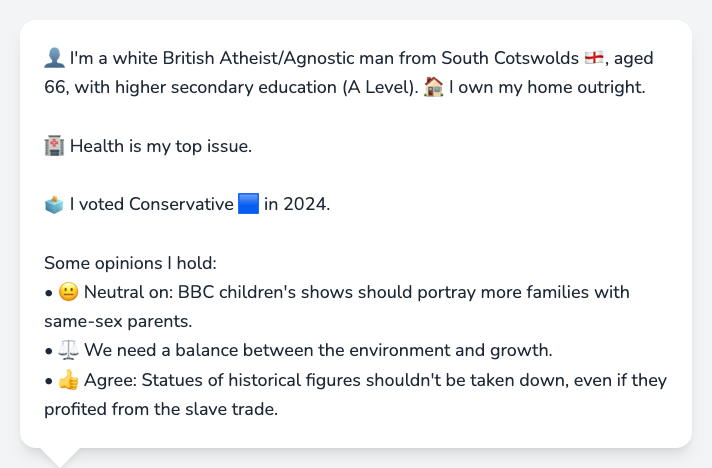 👤 I'm a white British Atheist/Agnostic man from South Cotswolds 🏴󠁧󠁢󠁥󠁮󠁧󠁿, aged
66, with higher secondary education (A Level). 🏠 I own my home outright.
🏥 Health is my top issue.
🗳️ I voted Conservative 🟦 in 2024.
Some opinions I hold:
• 😐 Neutral on: BBC children's shows should portray more families with
same-sex parents.
• ⚖️ We need a balance between the environment and growth.
• 👍 Agree: Statues of historical figures shouldn't be taken down, even if they
profited from the slave trade.